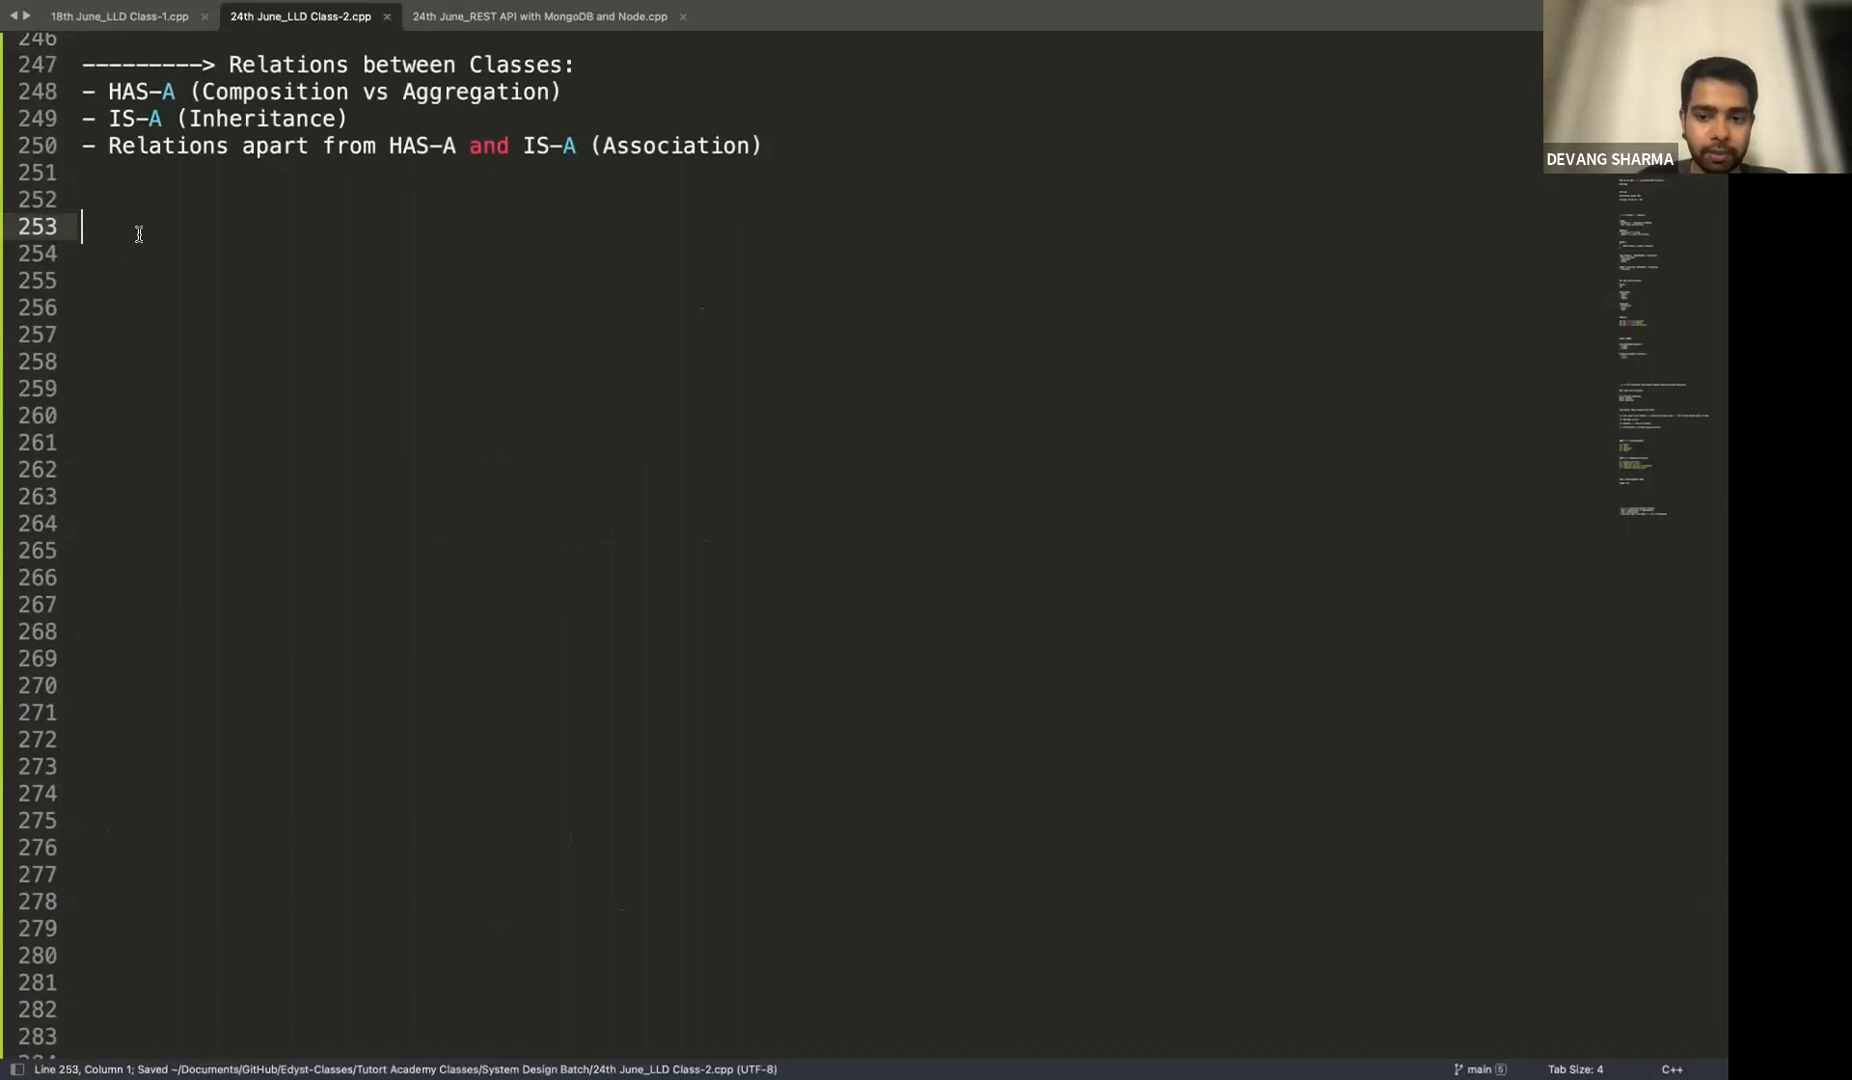 18th June_LLD Class-1.cpp
24th June_LLD Class-2.cpp
24th June_REST API with MongoDB and Node.cpp
246
247 ---------> Relations between Classes:
248 - HAS-A (Composition vs Aggregation)
249 - IS-A (Inheritance)
250 - Relations apart from HAS-A and IS-A (Association)
251
252
253
254
255
256
257
258
259
260
261
262
263
264
265
266
267
268
269
270
271
272
273
274
275
276
277
278
279
280
281
282
283
DEVANG SHARMA
Line 253, Column 1; Saved ~/Documents/GitHub/Edyst-Classes/Tutort Academy Classes/System Design Batch/24th June_LLD Class-2.cpp (UTF-8)
main 5
Tab Size: 4
C++